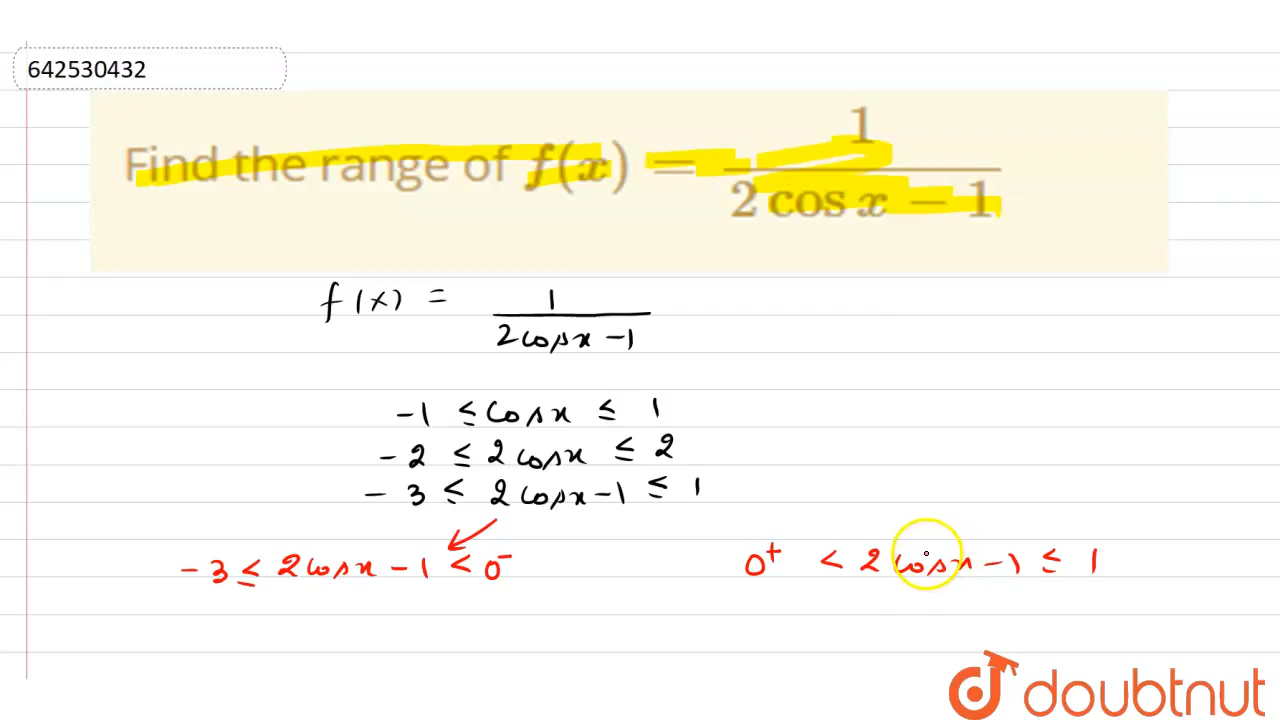 642530432
Find the range of f(x) = 1 / (2 cos x − 1)
f(x) = 1 / (2cosx − 1)
−1 ≤ cosx ≤ 1
−2 ≤ 2cosx ≤ 2
−3 ≤ 2cosx−1 ≤ 1
−3 ≤ 2cosx − 1 < 0⁻
0⁺ < 2cosx−1 ≤ 1
doubtnut